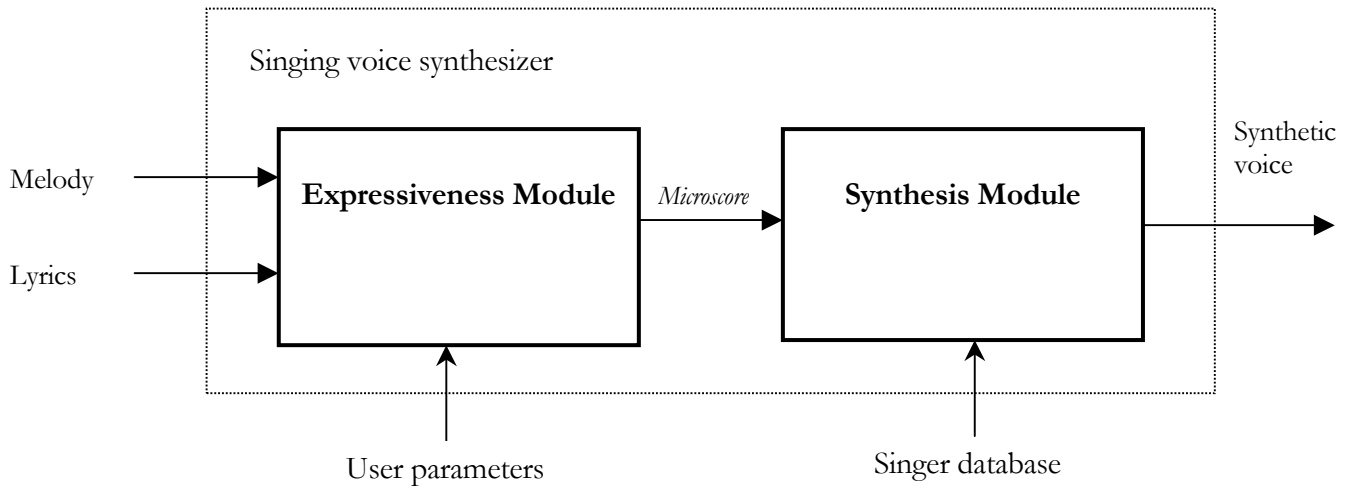 Singing voice synthesizer
Melody
Lyrics
Expressiveness Module
Microscore
Synthesis Module
Synthetic
voice
User parameters
Singer database